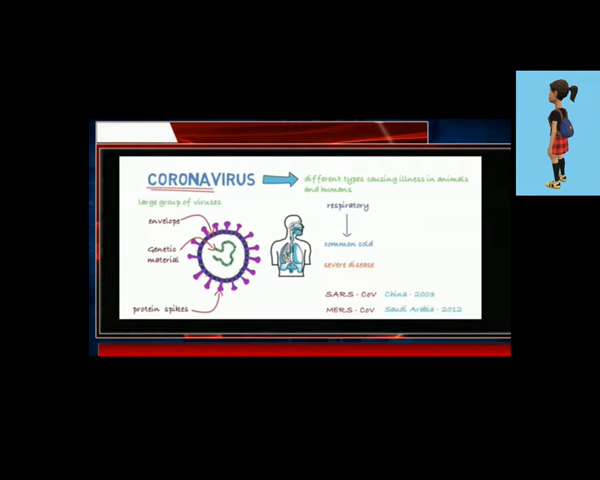 CORONAVIRUS
different types causing illness in animals
and humans
large group of viruses
respiratory
envelope
common cold
Genetic
material
severe disease
SARS - CoV China - 2003
MERS - CoV Saudi Arabia - 2012
protein spikes